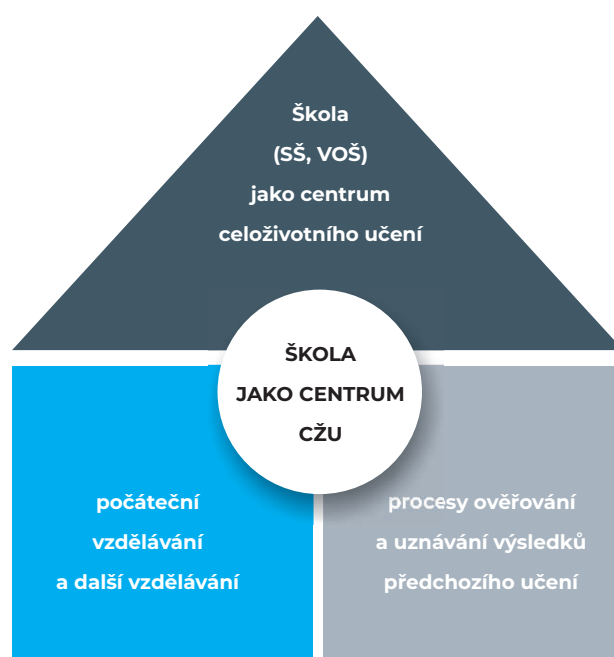 Škola
(SŠ, VOŠ)
jako centrum
celoživotního učení
ŠKOLA
JAKO CENTRUM
CŽU
počáteční
vzdělávání
a další vzdělávání
procesy ověřování
a uznávání výsledků
předchozího učení